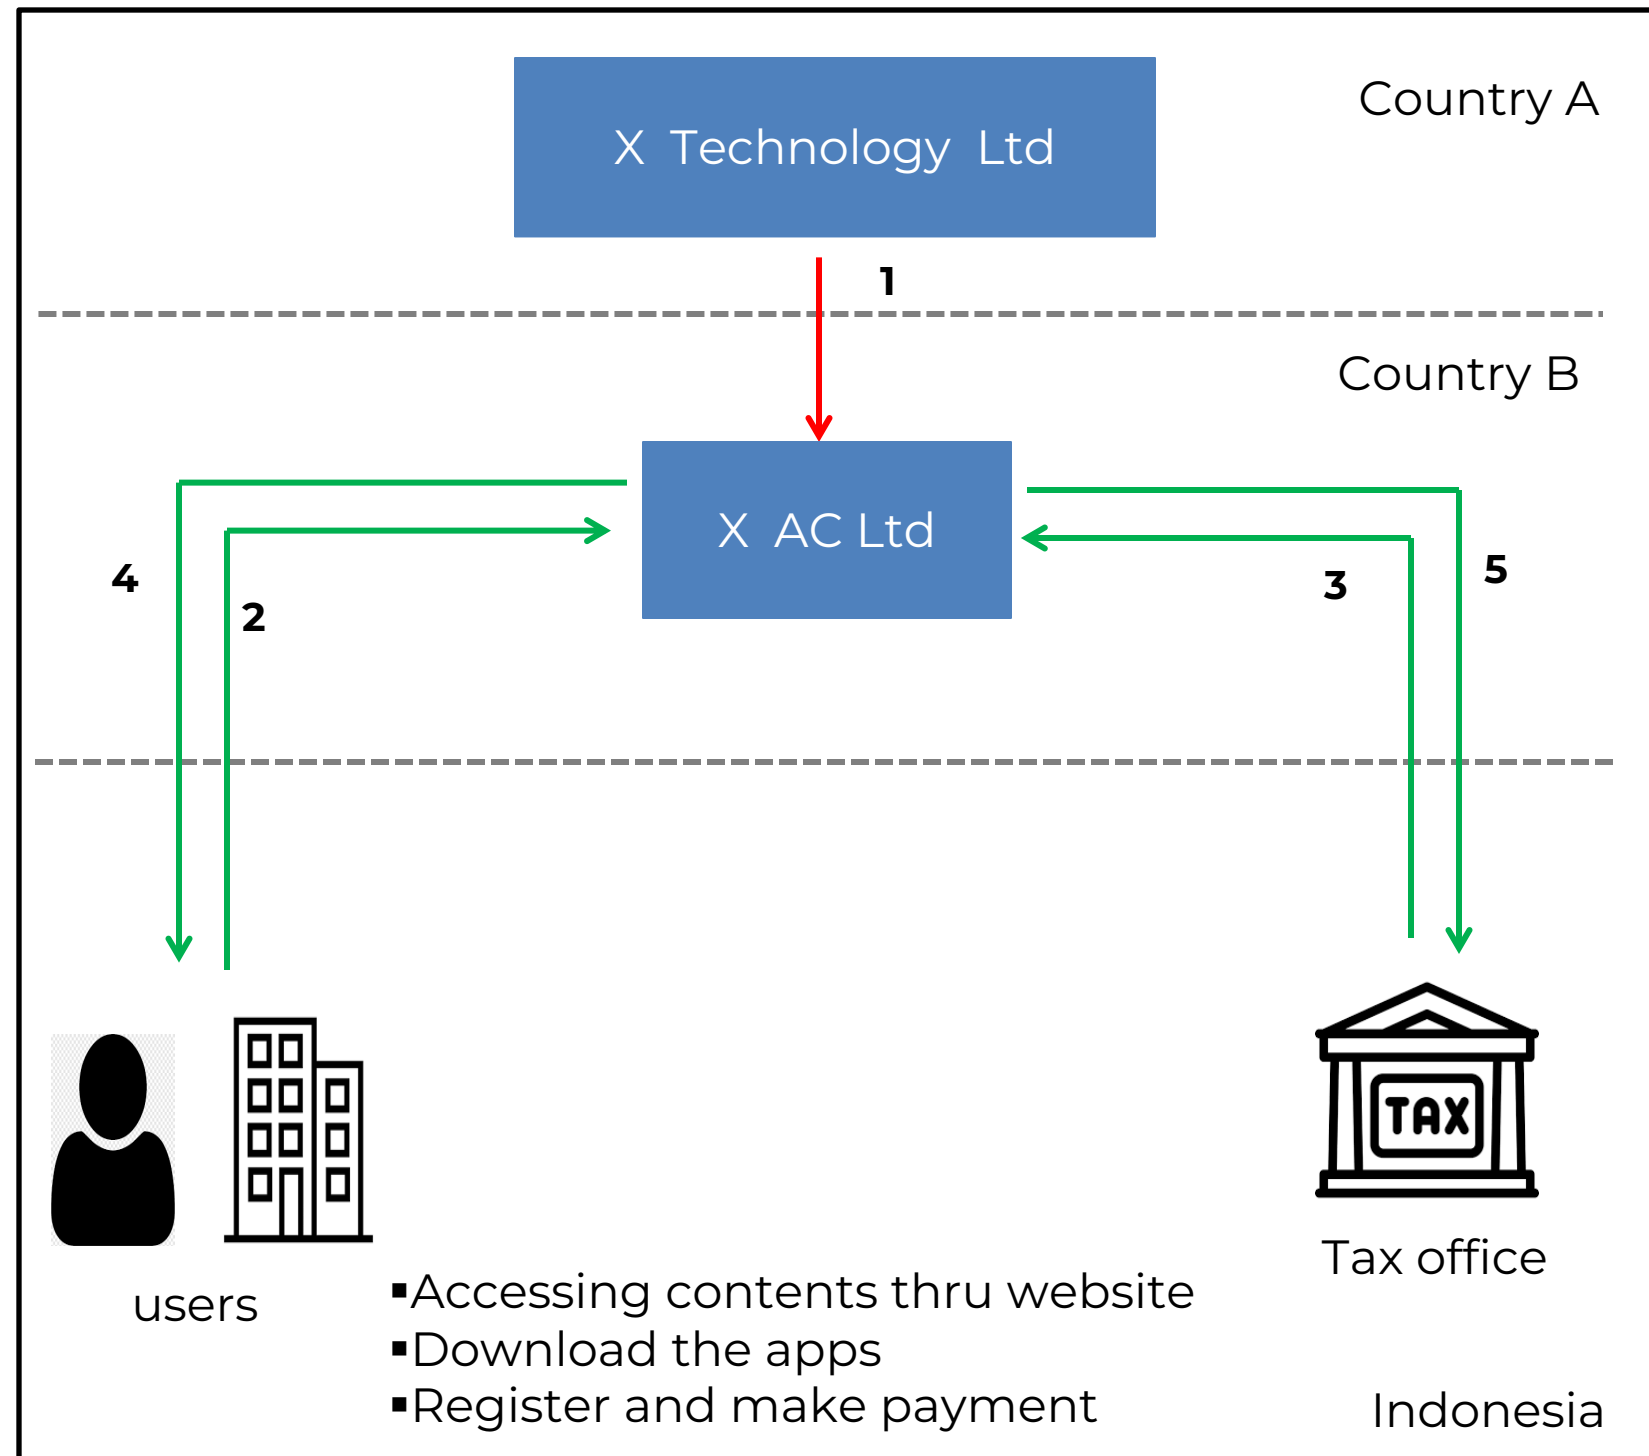 Country A
X Technology Ltd
1
Country B
X AC Ltd
4
2
3
5
TAX
Tax office
users
▪Accessing contents thru website
▪Download the apps
▪Register and make payment
Indonesia